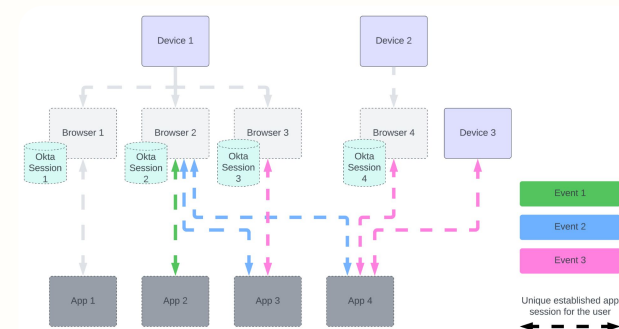 Device 1
Device 2
Browser 1
Browser 2
Browser 3
Browser 4
Device 3
Okta
Session
1
Okta
Session
2
Okta
Session
3
Okta
Session
4
Event 1
Event 2
Event 3
App 1
App 2
App 3
App 4
Unique established app
session for the user